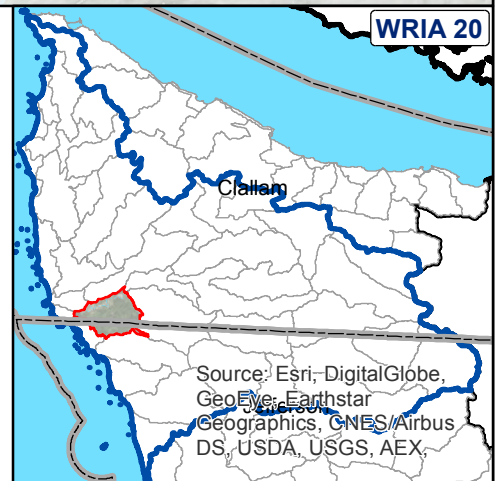 WRIA 20
Clallam
Source: Esri, DigitalGlobe,
GeoEye, Earthstar
Geographics, CNES/Airbus
DS, USDA, USGS, AEX,